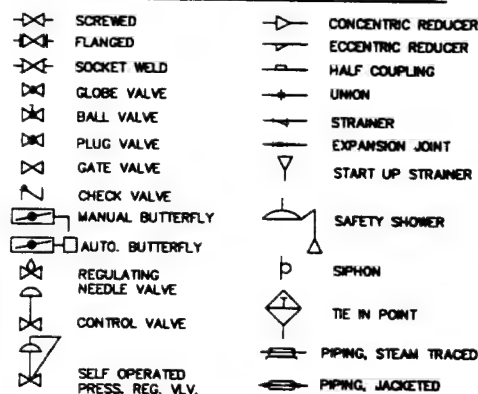 SCREWED
FLANGED
SOCKET WELD
GLOBE VALVE
BALL VALVE
PLUG VALVE
GATE VALVE
CHECK VALVE
MANUAL BUTTERFLY
AUTO. BUTTERFLY
REGULATING
NEEDLE VALVE
CONTROL VALVE
SELF OPERATED
PRESS. REG. VLV.
CONCENTRIC REDUCER
ECCENTRIC REDUCER
HALF COUPLING
UNION
STRAINER
EXPANSION JOINT
START UP STRAINER
SAFETY SHOWER
SIPHON
T
TIE IN POINT
PIPING, STEAM TRACED
PIPING, JACKETED